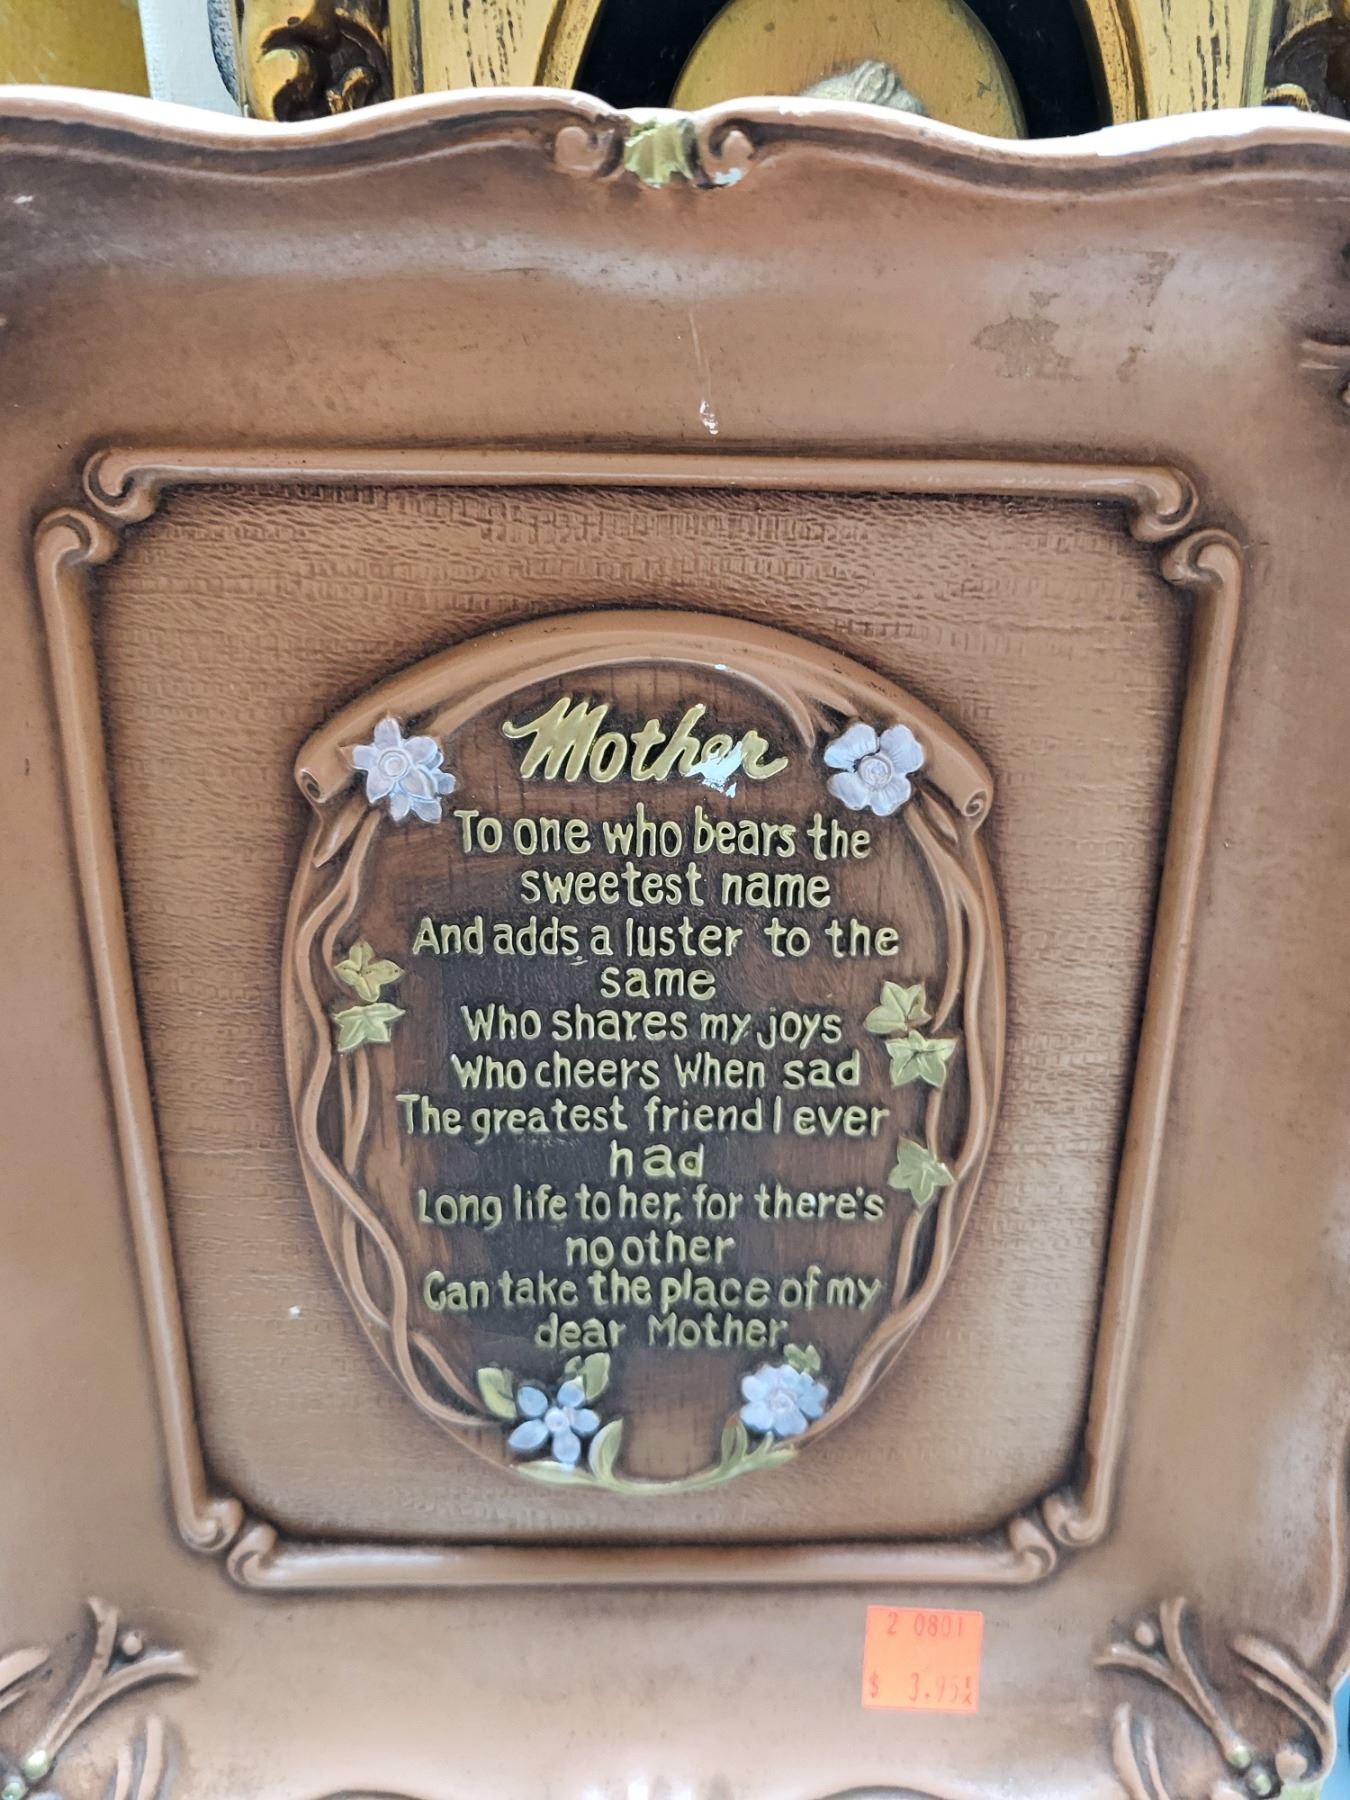 Mother
To one who bears the
sweetest name
And adds a luster to the
same
Who shares my joys
Who cheers When sad
The greatest friend I ever
had
Long life to her, for there's
no other
Can take the place of my
dear Mother
2 0801
$ 3.95